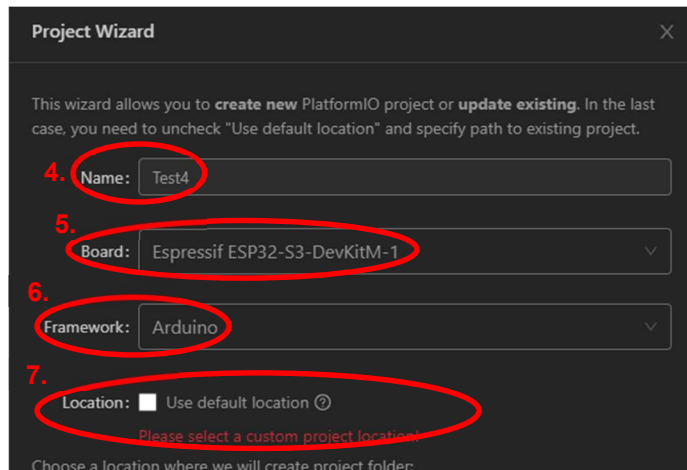 Project Wizard
This wizard allows you to create new PlatformIO project or update existing. In the last
case, you need to uncheck "Use default location" and specify path to existing project.
4. Name: Test4
5.
Board: Espressif ESP32-S3-DevKitM-1
6.
Framework: Arduino
7.
Location: Use default location
Please select a custom project location!
Choose a location where we will create project folder: